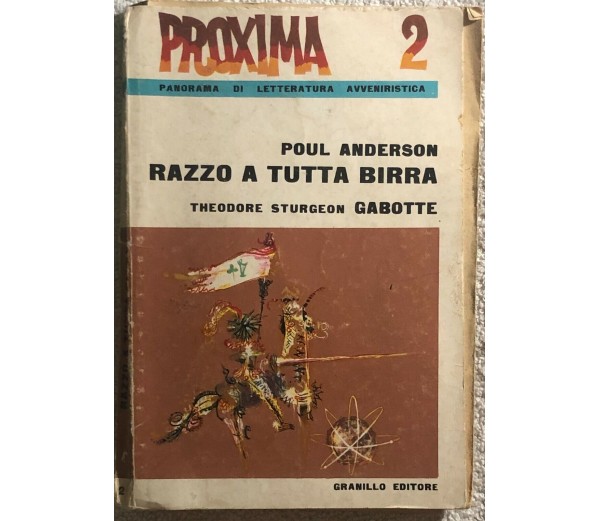 PROXIMA 2
PANORAMA DI LETTERATURA AVVENIRISTICA
POUL ANDERSON
RAZZO A TUTTA BIRRA
THEODORE STURGEON GABOTTE
GRANILLO EDITORE